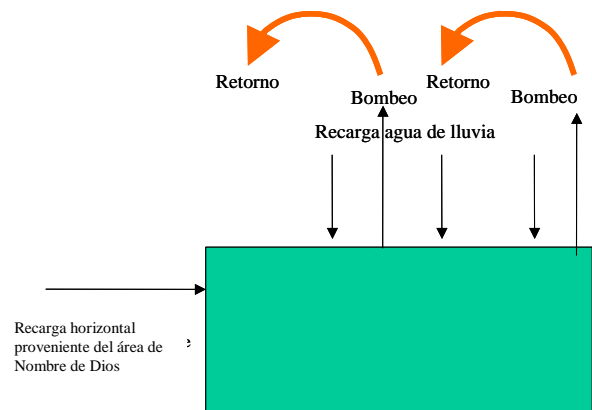 Retorno
Retorno
Bombeo
Bombeo
Recarga agua de lluvia
Recarga horizontal
proveniente del área de
Nombre de Dios